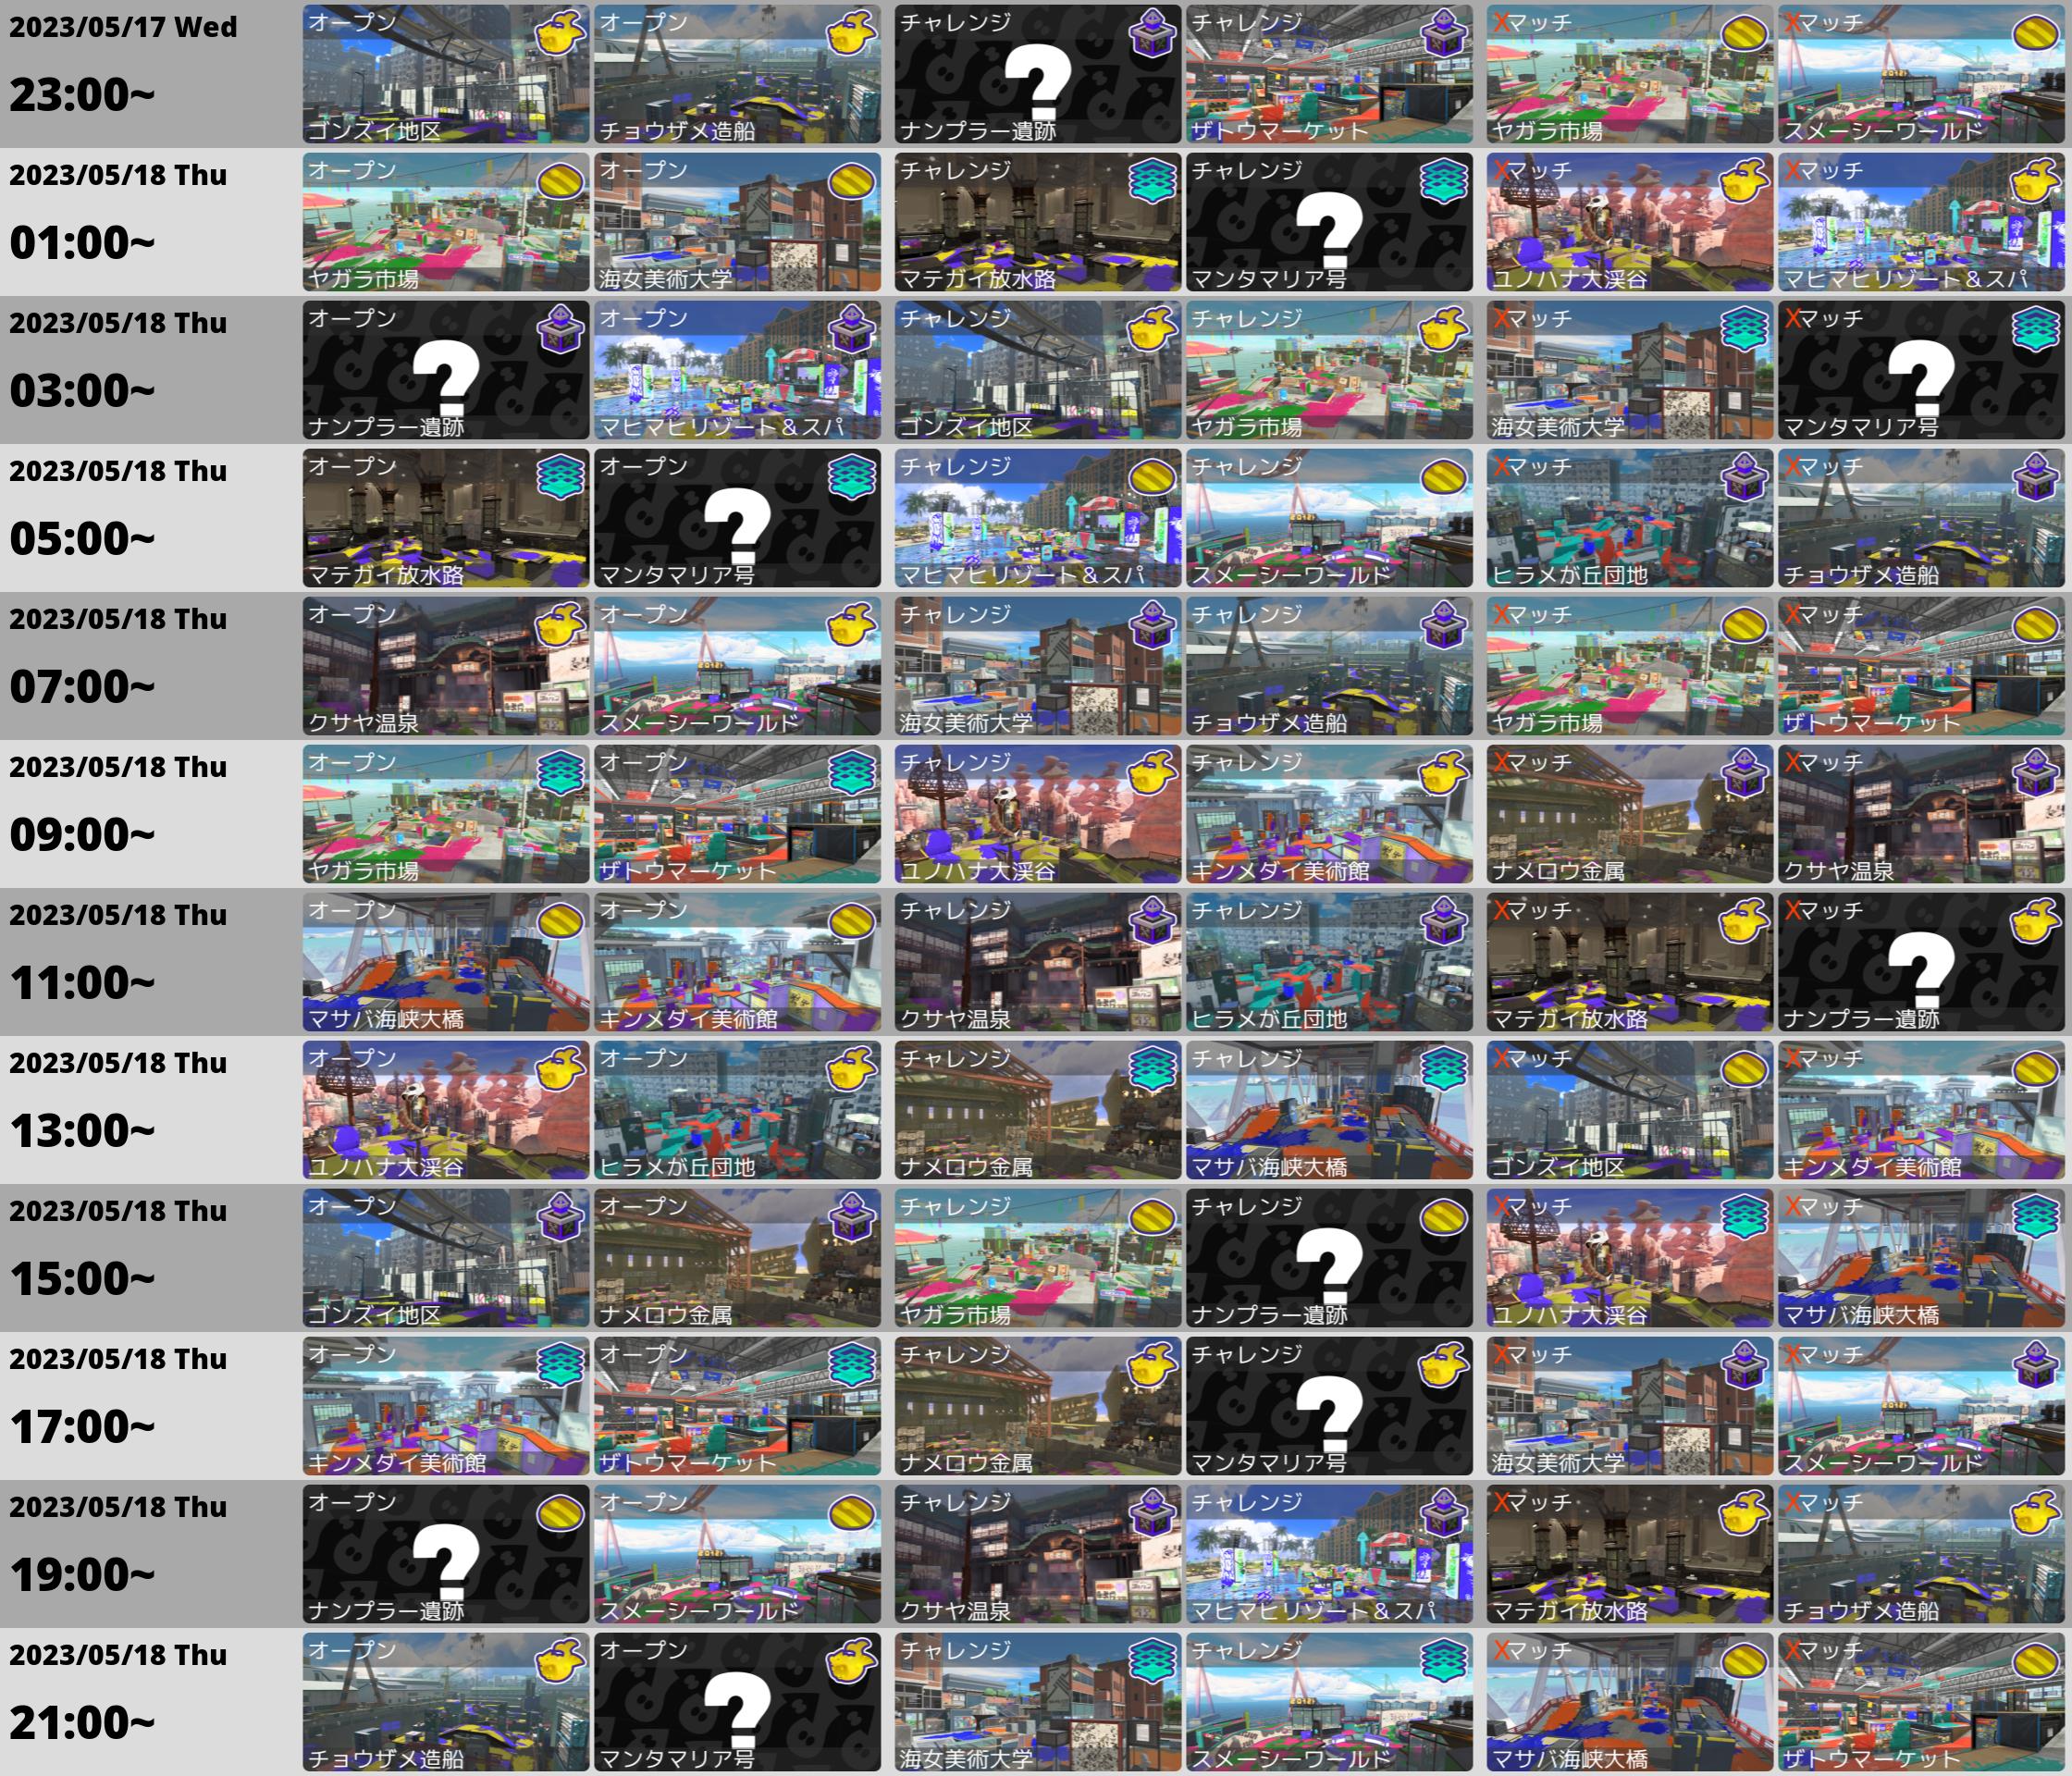 2023/05/17 Wed
23:00~
オープン オープン チャレンジ チャレンジ Xマッチ Xマッチ
ゴンズイ地区 チョウザメ造船 ナンプラー遺跡 ザトウマーケット ヤガラ市場 スメーシーワールド
2023/05/18 Thu
01:00~
オープン オープン チャレンジ チャレンジ Xマッチ Xマッチ
ヤガラ市場 海女美術大学 マテガイ放水路 マンタマリア号 ユノハナ大渓谷 マヒマヒリゾート&スパ
2023/05/18 Thu
03:00~
オープン オープン チャレンジ チャレンジ Xマッチ Xマッチ
ナンプラー遺跡 マヒマヒリゾート&スパ ゴンズイ地区 ヤガラ市場 海女美術大学 マンタマリア号
2023/05/18 Thu
05:00~
オープン オープン チャレンジ チャレンジ Xマッチ Xマッチ
マテガイ放水路 マンタマリア号 マヒマヒリゾート&スパ スメーシーワールド ヒラメが丘団地 チョウザメ造船
2023/05/18 Thu
07:00~
オープン オープン チャレンジ チャレンジ Xマッチ Xマッチ
クサヤ温泉 スメーシーワールド 海女美術大学 チョウザメ造船 ヤガラ市場 ザトウマーケット
2023/05/18 Thu
09:00~
オープン オープン チャレンジ チャレンジ Xマッチ Xマッチ
ヤガラ市場 ザトウマーケット ユノハナ大渓谷 キンメダイ美術館 ナメロウ金属 クサヤ温泉
2023/05/18 Thu
11:00~
オープン オープン チャレンジ チャレンジ Xマッチ Xマッチ
マサバ海峡大橋 キンメダイ美術館 クサヤ温泉 ヒラメが丘団地 マテガイ放水路 ナンプラー遺跡
2023/05/18 Thu
13:00~
オープン オープン チャレンジ チャレンジ Xマッチ Xマッチ
ユノハナ大渓谷 ヒラメが丘団地 ナメロウ金属 マサバ海峡大橋 ゴンズイ地区 キンメダイ美術館
2023/05/18 Thu
15:00~
オープン オープン チャレンジ チャレンジ Xマッチ Xマッチ
ゴンズイ地区 ナメロウ金属 ヤガラ市場 ナンプラー遺跡 ユノハナ大渓谷 マサバ海峡大橋
2023/05/18 Thu
17:00~
オープン オープン チャレンジ チャレンジ Xマッチ Xマッチ
キンメダイ美術館 ザトウマーケット ナメロウ金属 マンタマリア号 海女美術大学 スメーシーワールド
2023/05/18 Thu
19:00~
オープン オープン チャレンジ チャレンジ Xマッチ Xマッチ
ナンプラー遺跡 スメーシーワールド クサヤ温泉 マヒマヒリゾート&スパ マテガイ放水路 チョウザメ造船
2023/05/18 Thu
21:00~
オープン オープン チャレンジ チャレンジ Xマッチ Xマッチ
チョウザメ造船 マンタマリア号 海女美術大学 スメーシーワールド マサバ海峡大橋 ザトウマーケット